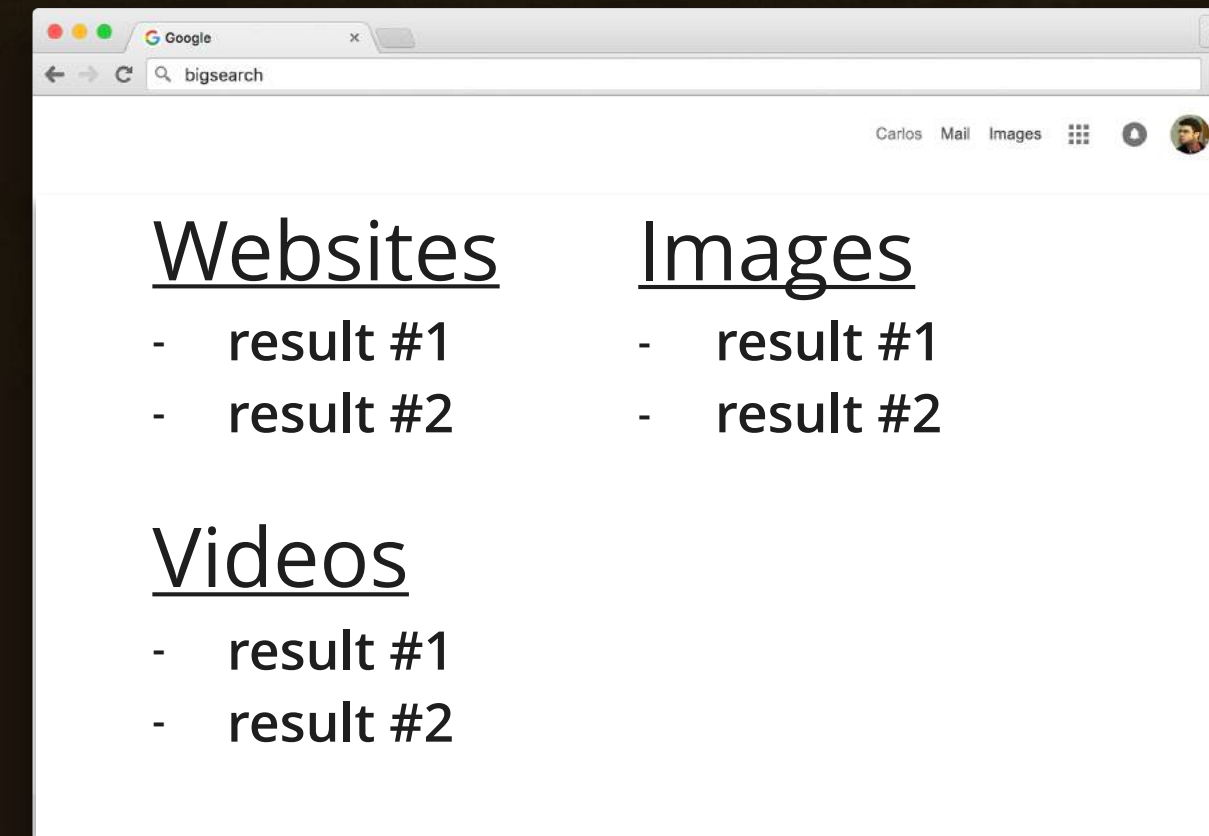 Google
bigsearch
Carlos Mail Images
Websites
- result #1
- result #2
Images
- result #1
- result #2
Videos
- result #1
- result #2